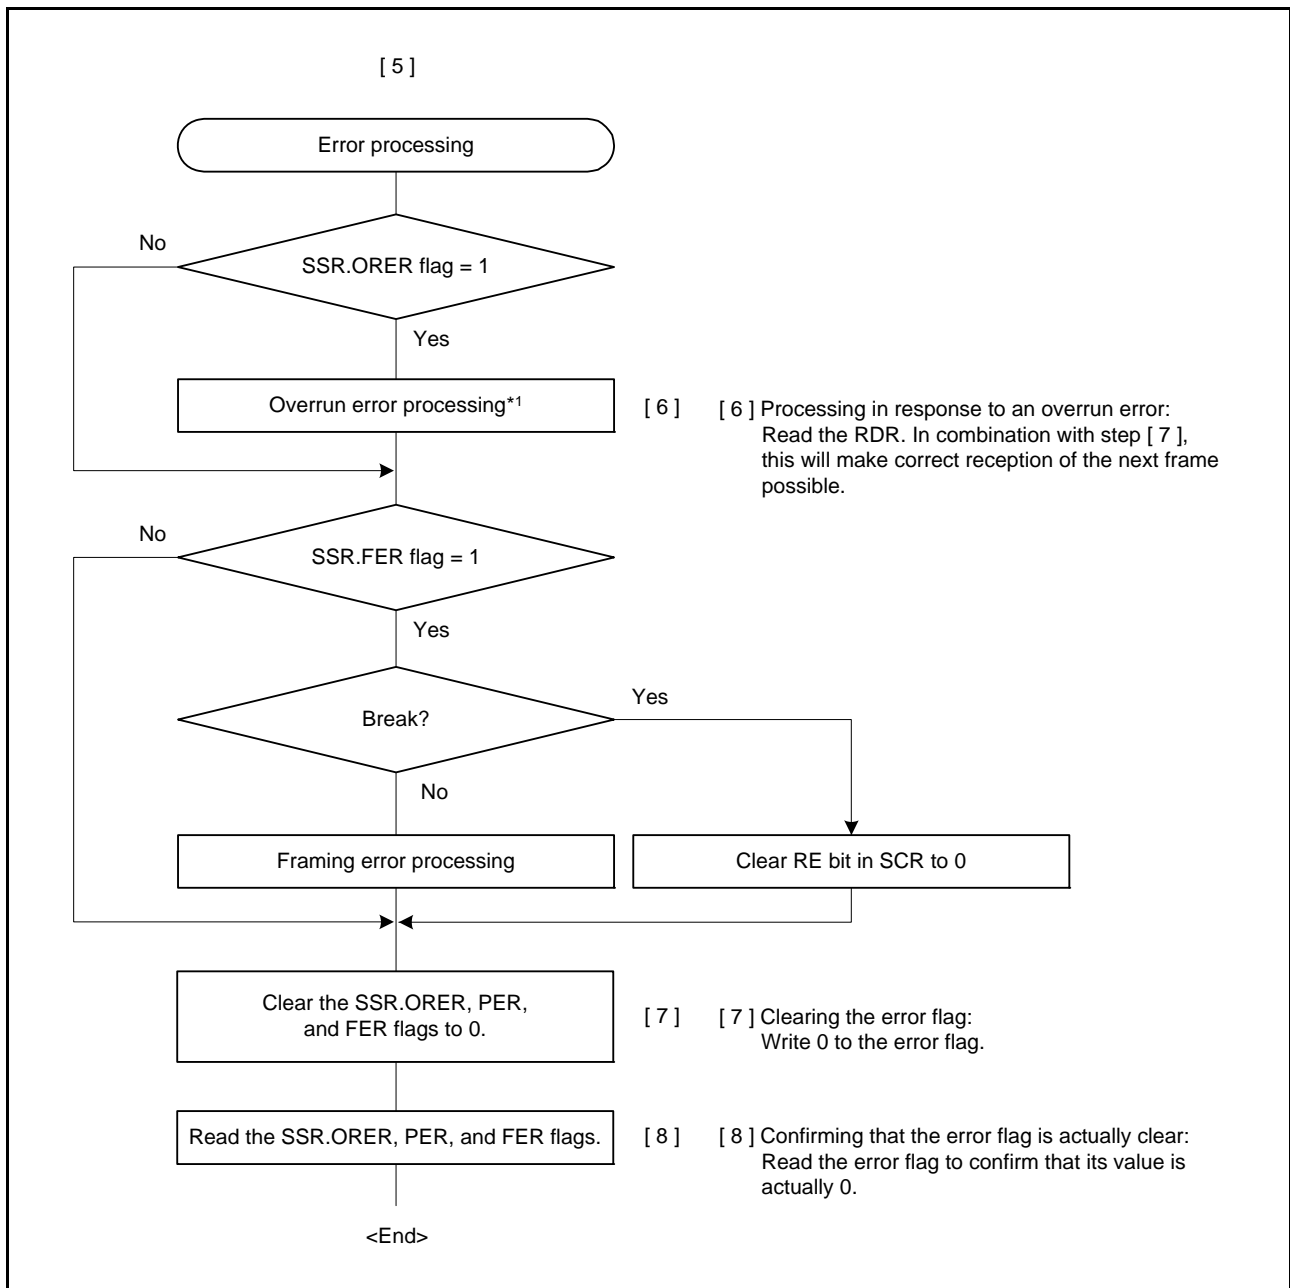 [ 5 ]
Error processing
No
SSR.ORER flag = 1
Yes
Overrun error processing*1
[ 6 ]
[ 6 ] Processing in response to an overrun error:
Read the RDR. In combination with step [ 7 ],
this will make correct reception of the next frame
possible.
No
SSR.FER flag = 1
Yes
Break?
Yes
No
Framing error processing
Clear RE bit in SCR to 0
Clear the SSR.ORER, PER,
and FER flags to 0.
[ 7 ]
[ 7 ] Clearing the error flag:
Write 0 to the error flag.
Read the SSR.ORER, PER, and FER flags.
[ 8 ]
[ 8 ] Confirming that the error flag is actually clear:
Read the error flag to confirm that its value is
actually 0.
<End>